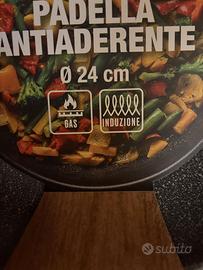 PADELLA
ANTIADERENTE
Ø 24 cm
GAS
INDUZIONE
subito